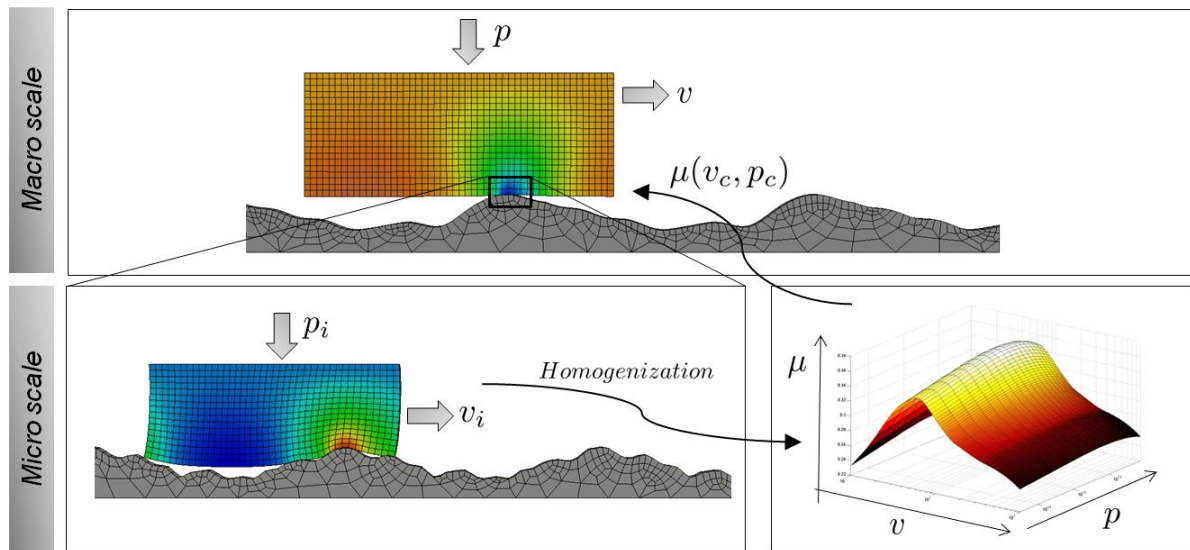 Macro scale
p
v
μ(v_c, p_c)
Micro scale
p_i
v_i
Homogenization
μ
v
p